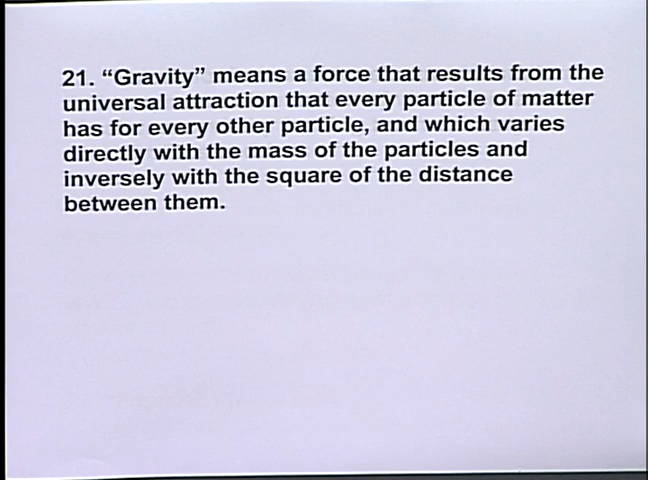 21. “Gravity” means a force that results from the
universal attraction that every particle of matter
has for every other particle, and which varies
directly with the mass of the particles and
inversely with the square of the distance
between them.